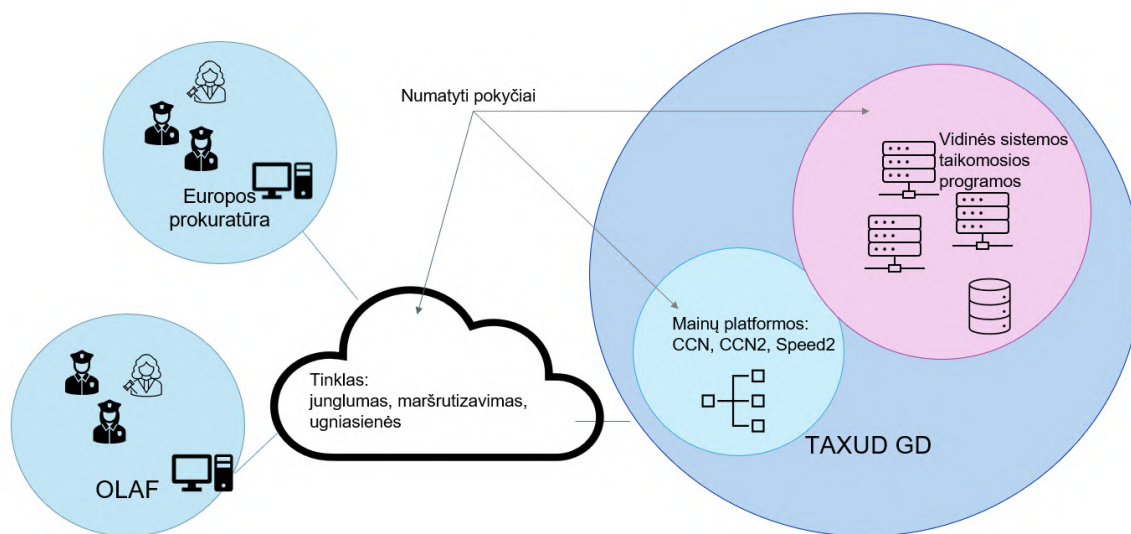 Numatyti pokyčiai
Europos
prokuratūra
Vidinės sistemos
taikomosios
programos
Mainų platformos:
CCN, CCN2, Speed2
Tinklas:
junglumas, maršrutizavimas,
ugniasienės
TAXUD GD
OLAF